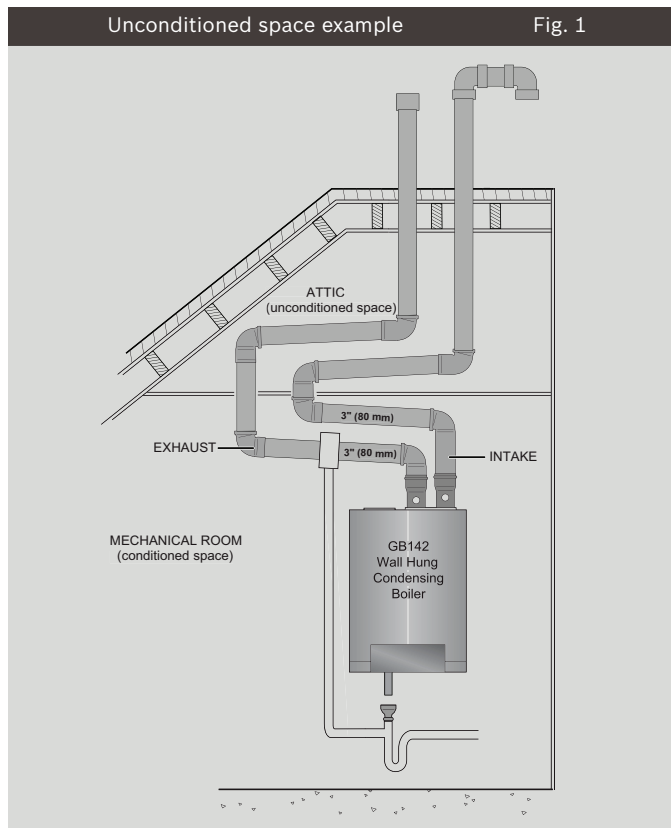 Unconditioned space example Fig. 1
ATTIC
(unconditioned space)
3" (80 mm)
EXHAUST
3" (80 mm)
INTAKE
MECHANICAL ROOM
(conditioned space)
GB142
Wall Hung
Condensing
Boiler